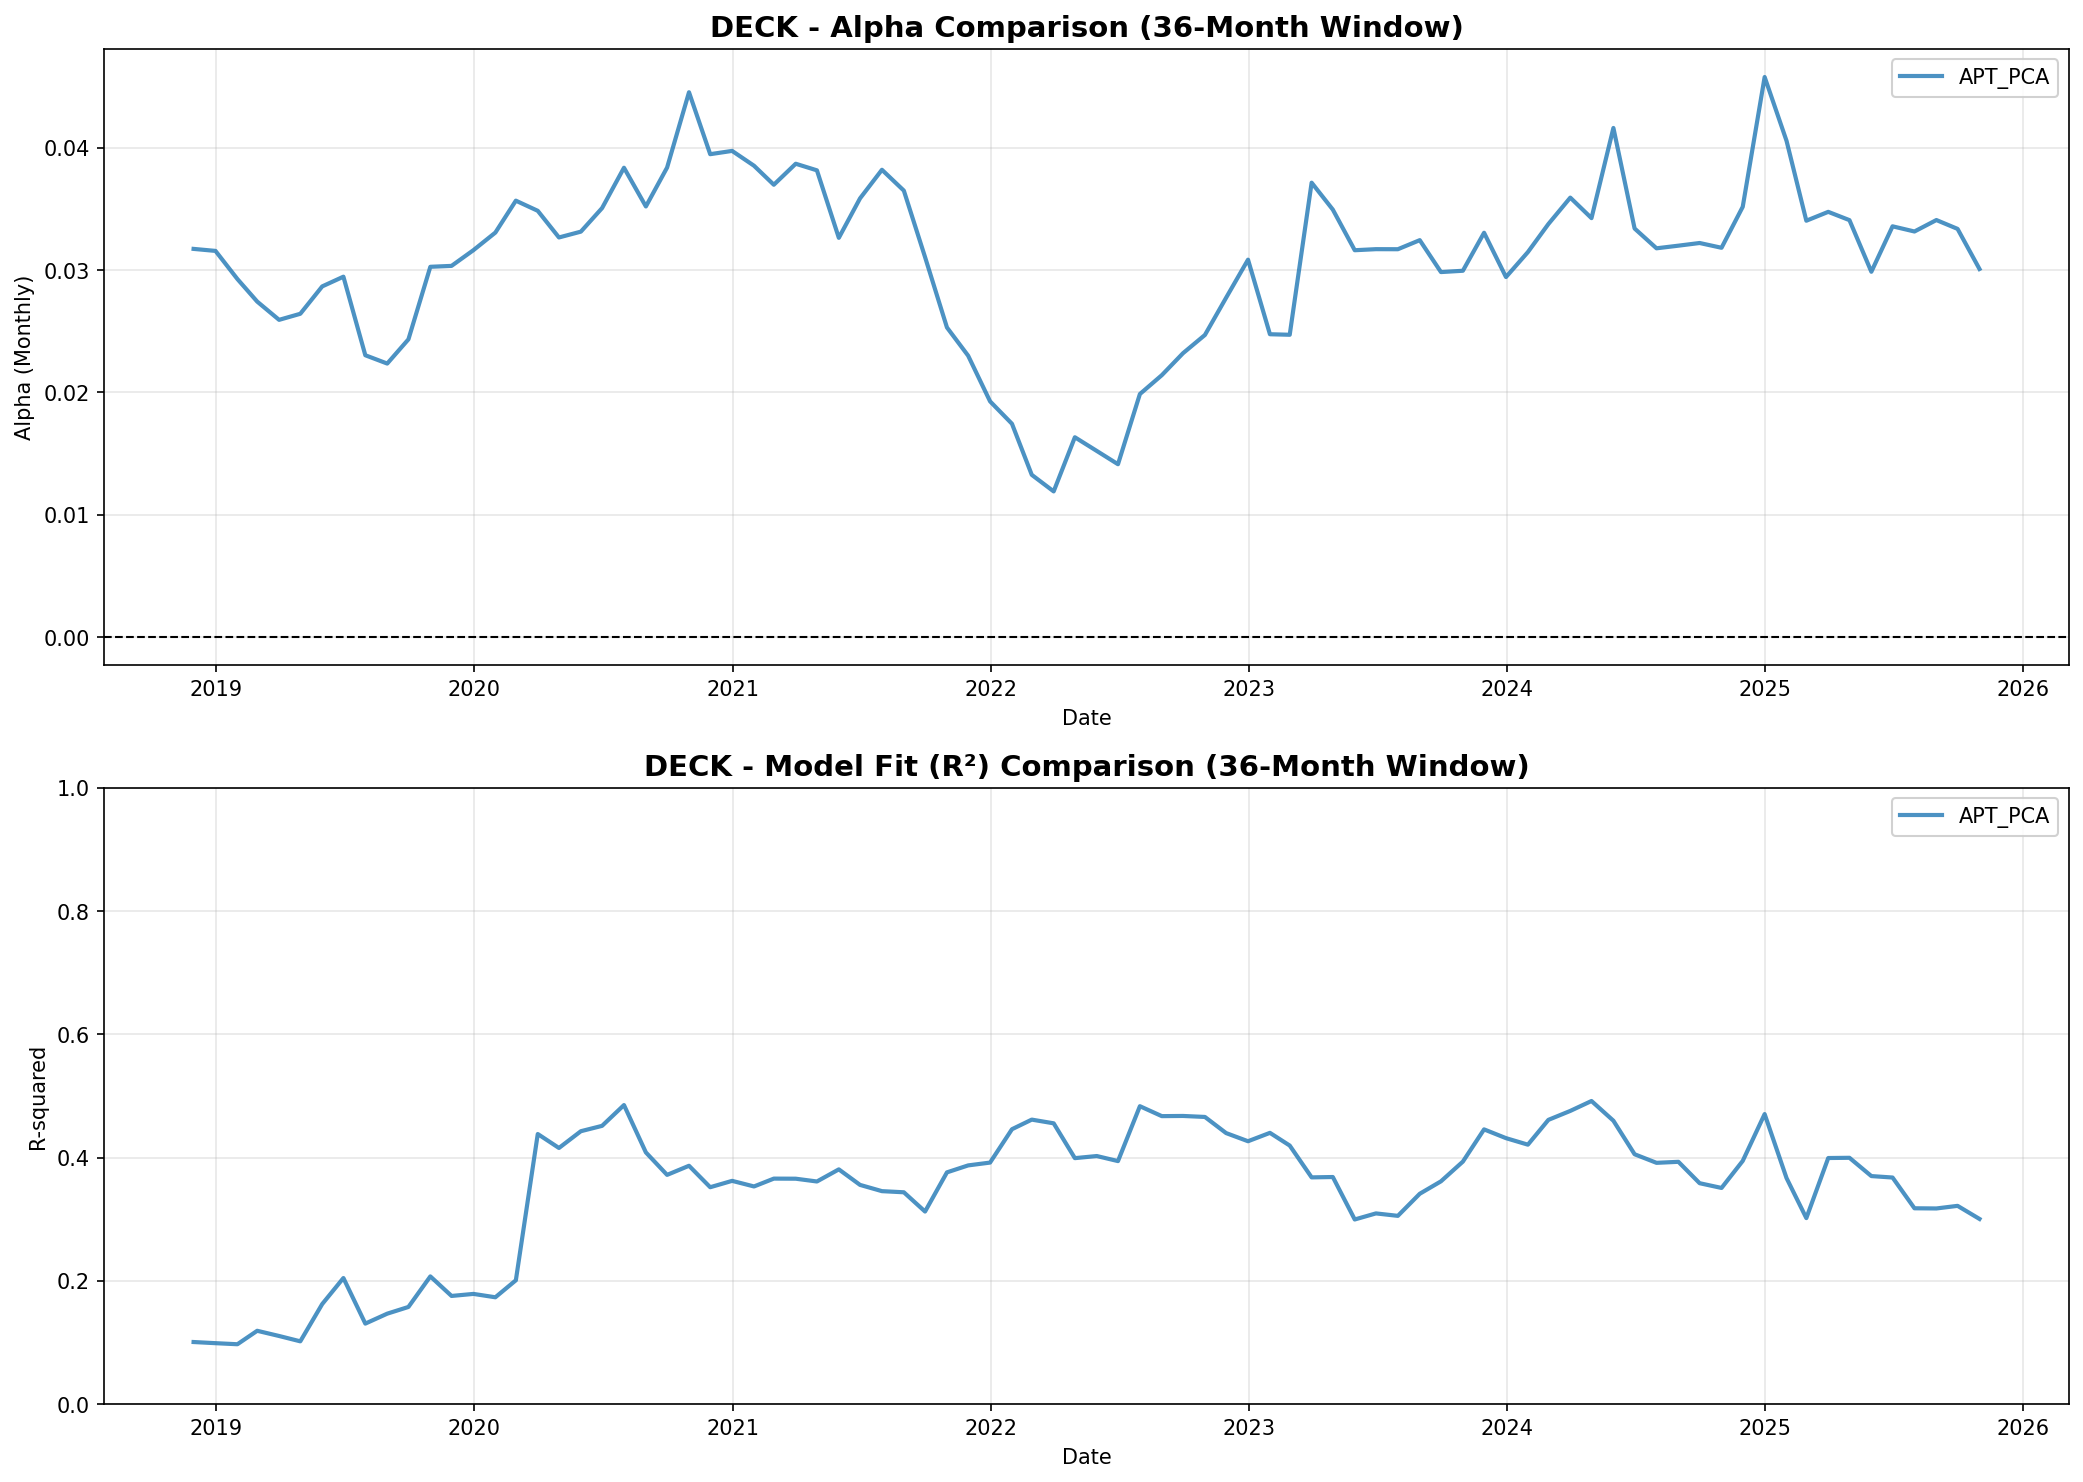 DECK - Alpha Comparison (36-Month Window)
APT_PCA
Alpha (Monthly)
0.04
0.03
0.02
0.01
0.00
2019 2020 2021 2022 2023 2024 2025 2026
Date
DECK - Model Fit (R²) Comparison (36-Month Window)
APT_PCA
R-squared
1.0
0.8
0.6
0.4
0.2
0.0
2019 2020 2021 2022 2023 2024 2025 2026
Date